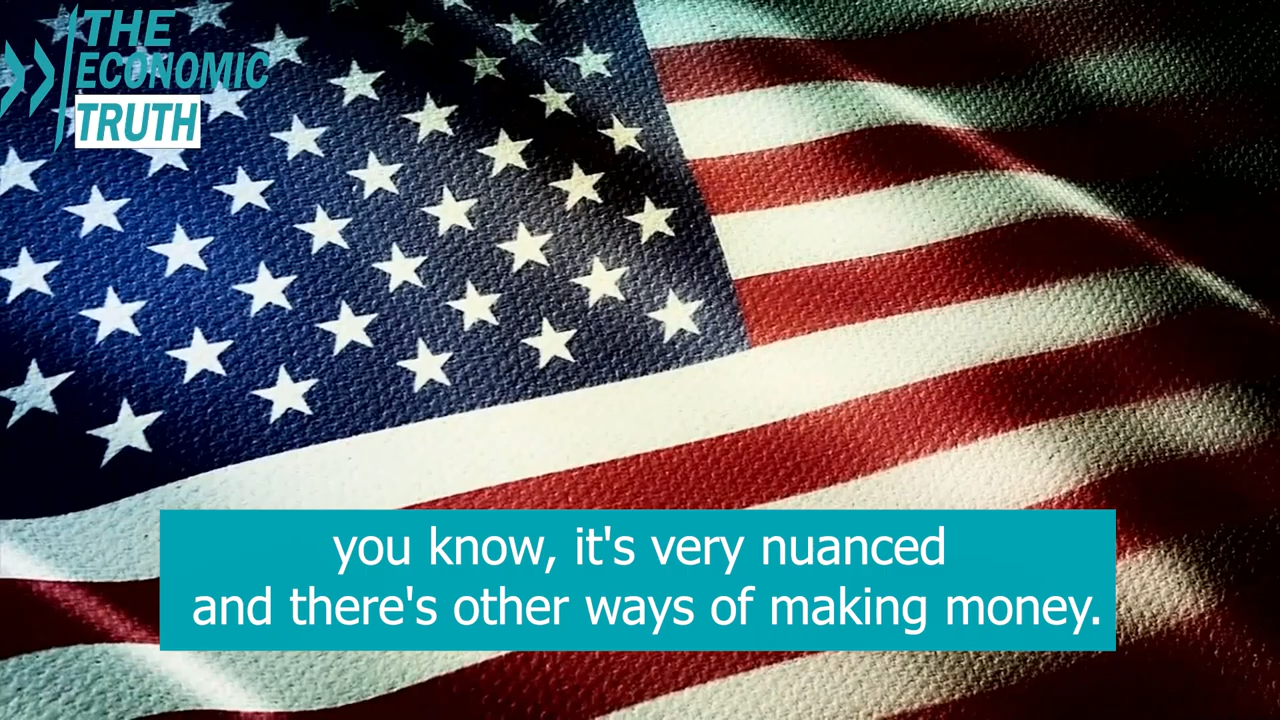 THE
ECONOMIC
TRUTH
you know, it's very nuanced
and there's other ways of making money.